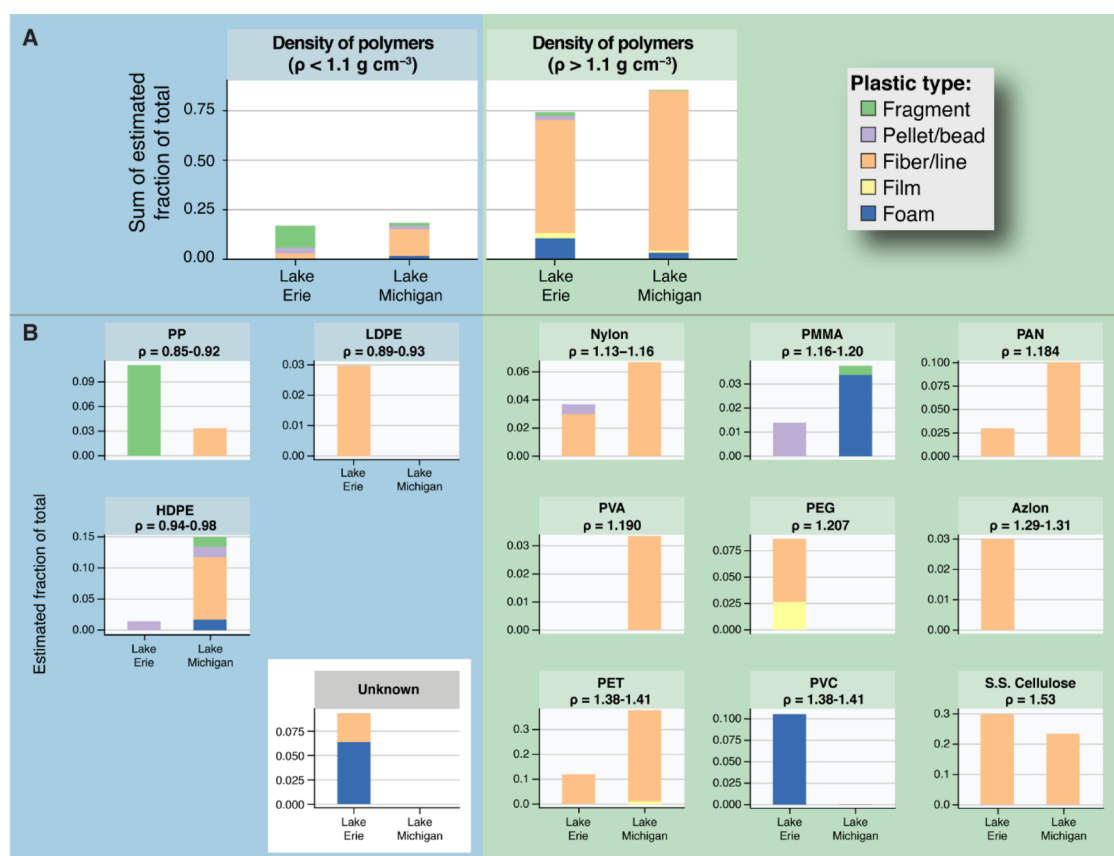 A
Density of polymers
(ρ < 1.1 g cm⁻³)
Density of polymers
(ρ > 1.1 g cm⁻³)
Sum of estimated
fraction of total
0.75
0.50
0.25
0.00
Lake
Erie
Lake
Michigan
Lake
Erie
Lake
Michigan
Plastic type:
Fragment
Pellet/bead
Fiber/line
Film
Foam
B
Estimated fraction of total
PP
ρ = 0.85-0.92
0.09
0.06
0.03
0.00
LDPE
ρ = 0.89-0.93
0.03
0.02
0.01
0.00
Lake
Erie
Lake
Michigan
HDPE
ρ = 0.94-0.98
0.15
0.10
0.05
0.00
Lake
Erie
Lake
Michigan
Unknown
0.075
0.050
0.025
0.000
Lake
Erie
Lake
Michigan
Nylon
ρ = 1.13–1.16
0.06
0.04
0.02
0.00
PMMA
ρ = 1.16-1.20
0.03
0.02
0.01
0.00
PAN
ρ = 1.184
0.100
0.075
0.050
0.025
0.000
PVA
ρ = 1.190
0.03
0.02
0.01
0.00
PEG
ρ = 1.207
0.075
0.050
0.025
0.000
Azlon
ρ = 1.29-1.31
0.03
0.02
0.01
0.00
PET
ρ = 1.38-1.41
0.3
0.2
0.1
0.0
Lake
Erie
Lake
Michigan
PVC
ρ = 1.38-1.41
0.100
0.075
0.050
0.025
0.000
Lake
Erie
Lake
Michigan
S.S. Cellulose
ρ = 1.53
0.3
0.2
0.1
0.0
Lake
Erie
Lake
Michigan